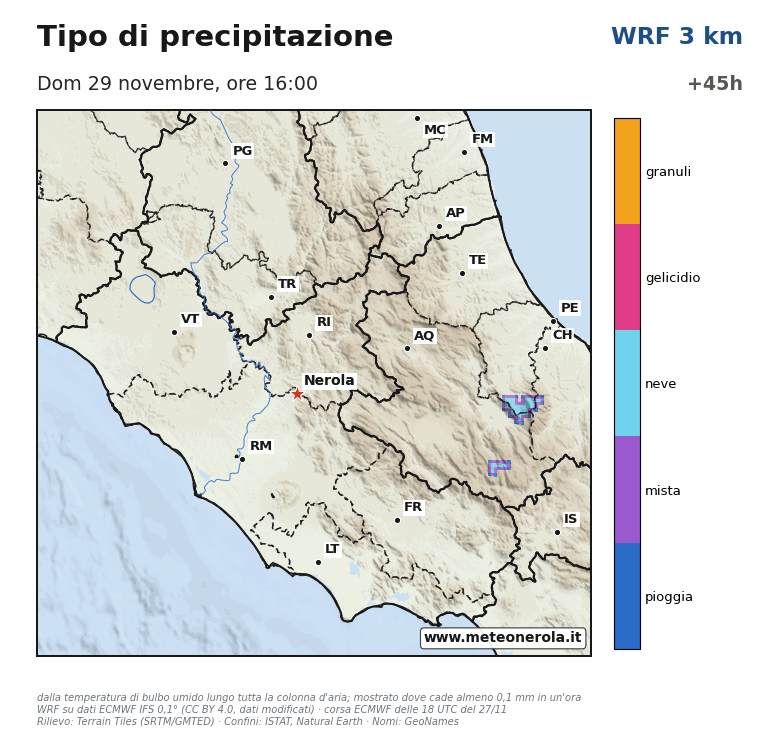 Tipo di precipitazione
WRF 3 km
Dom 29 novembre, ore 16:00
+45h
MC
FM
PG
AP
TE
TR
PE
VT
RI
AQ
CH
Nerola
RM
FR
IS
LT
www.meteonerola.it
granuli
gelicidio
neve
mista
pioggia
dalla temperatura di bulbo umido lungo tutta la colonna d'aria; mostrato dove cade almeno 0,1 mm in un'ora
WRF su dati ECMWF IFS 0,1° (CC BY 4.0, dati modificati) · corsa ECMWF delle 18 UTC del 27/11
Rilievo: Terrain Tiles (SRTM/GMTED) · Confini: ISTAT, Natural Earth · Nomi: GeoNames